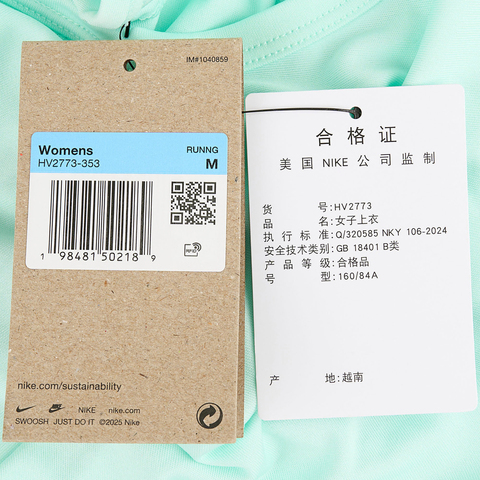 IM#1040859
Womens RUNNG
HV2773-353 M
1 98481 50218 9
RFID
nike.com/sustainability
NIKE nike.com
SWOOSH JUST DO IT ©2025 Nike
合格证
美国 NIKE 公司监制
货号:HV2773
品名:女子上衣
执行标准:Q/320585 NKY 106-2024
安全技术类别:GB 18401 B类
产品等级:合格品
号型:160/84A
产地:越南